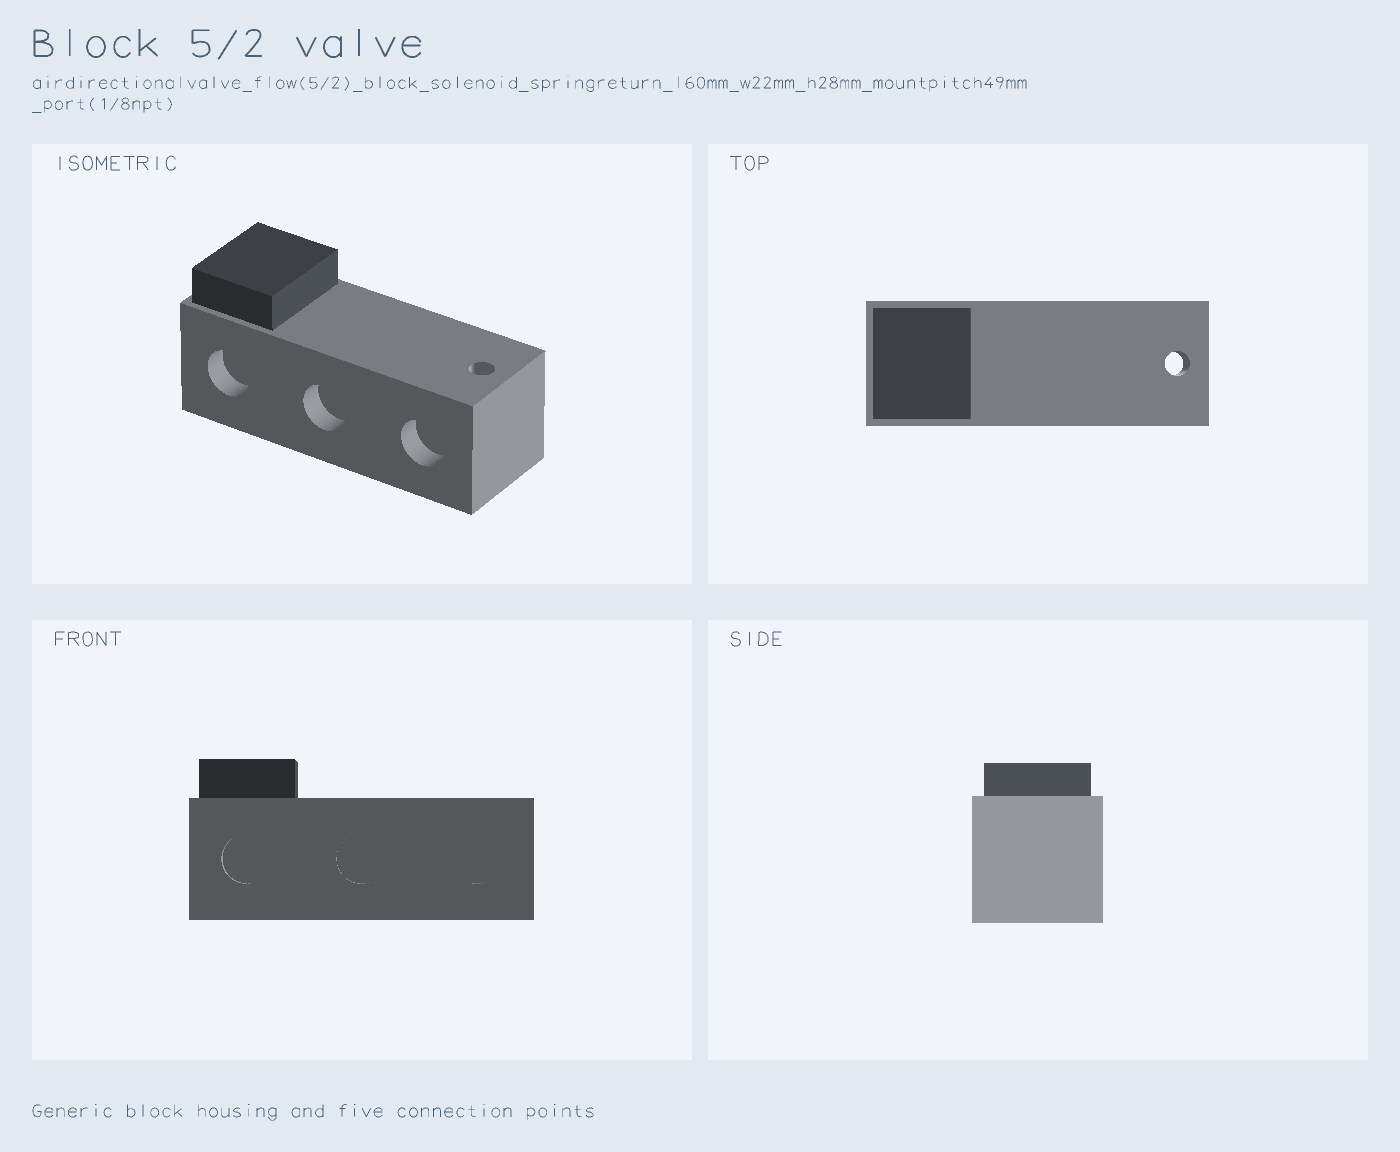 Block 5/2 valve
airdirectionalvalve_flow(5/2)_block_solenoid_springreturn_l60mm_w22mm_h28mm_mountpitch49mm
_port(1/8npt)
ISOMETRIC
TOP
FRONT
SIDE
Generic block housing and five connection points